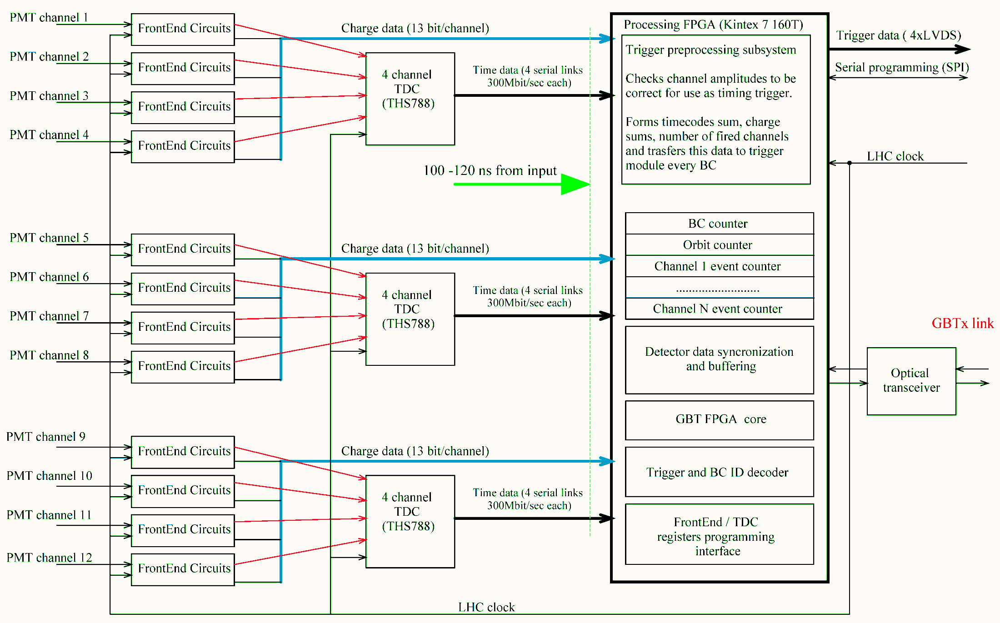 PMT channel 1
FrontEnd Circuits
PMT channel 2
FrontEnd Circuits
PMT channel 3
FrontEnd Circuits
PMT channel 4
FrontEnd Circuits
Charge data (13 bit/channel)
4 channel
TDC
(THS788)
Time data (4 serial links
300Mbit/sec each)
100 -120 ns from input
PMT channel 5
FrontEnd Circuits
PMT channel 6
FrontEnd Circuits
PMT channel 7
FrontEnd Circuits
PMT channel 8
FrontEnd Circuits
Charge data (13 bit/channel)
4 channel
TDC
(THS788)
Time data (4 serial links
300Mbit/sec each)
PMT channel 9
FrontEnd Circuits
PMT channel 10
FrontEnd Circuits
PMT channel 11
FrontEnd Circuits
PMT channel 12
FrontEnd Circuits
Charge data (13 bit/channel)
4 channel
TDC
(THS788)
Time data (4 serial links
300Mbit/sec each)
LHC clock
Processing FPGA (Kintex 7 160T)
Trigger preprocessing subsystem
Checks channel amplitudes to be
correct for use as timing trigger.
Forms timecodes sum, charge
sums, number of fired channels
and trasfers this data to trigger
module every BC
BC counter
Orbit counter
Channel 1 event counter
..........................
Channel N event counter
Detector data syncronization
and buffering
GBT FPGA core
Trigger and BC ID decoder
FrontEnd / TDC
registers programming
interface
Trigger data ( 4xLVDS)
Serial programming (SPI)
LHC clock
GBTx link
Optical
transceiver